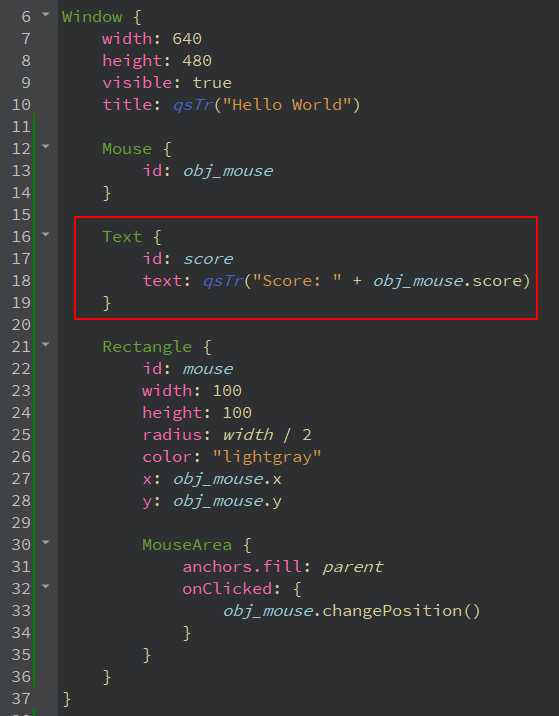 6 Window {
7     width: 640
8     height: 480
9     visible: true
10     title: qsTr("Hello World")
11
12     Mouse {
13         id: obj_mouse
14     }
15
16     Text {
17         id: score
18         text: qsTr("Score: " + obj_mouse.score)
19     }
20
21     Rectangle {
22         id: mouse
23         width: 100
24         height: 100
25         radius: width / 2
26         color: "lightgray"
27         x: obj_mouse.x
28         y: obj_mouse.y
29
30         MouseArea {
31             anchors.fill: parent
32             onClicked: {
33                 obj_mouse.changePosition()
34             }
35         }
36     }
37 }